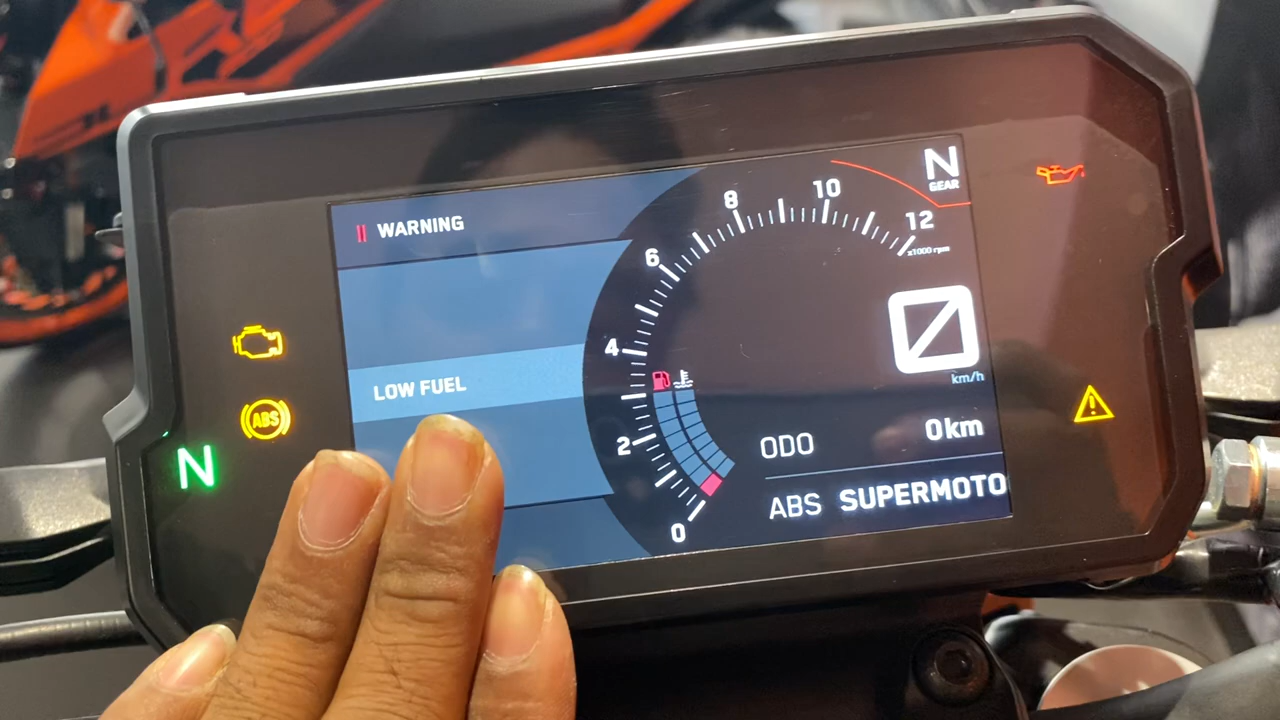 WARNING
LOW FUEL
N
GEAR
12
10
8
6
4
2
0
x1000 rpm
0
km/h
ODO 0km
ABS SUPERMOTO
ABS
N